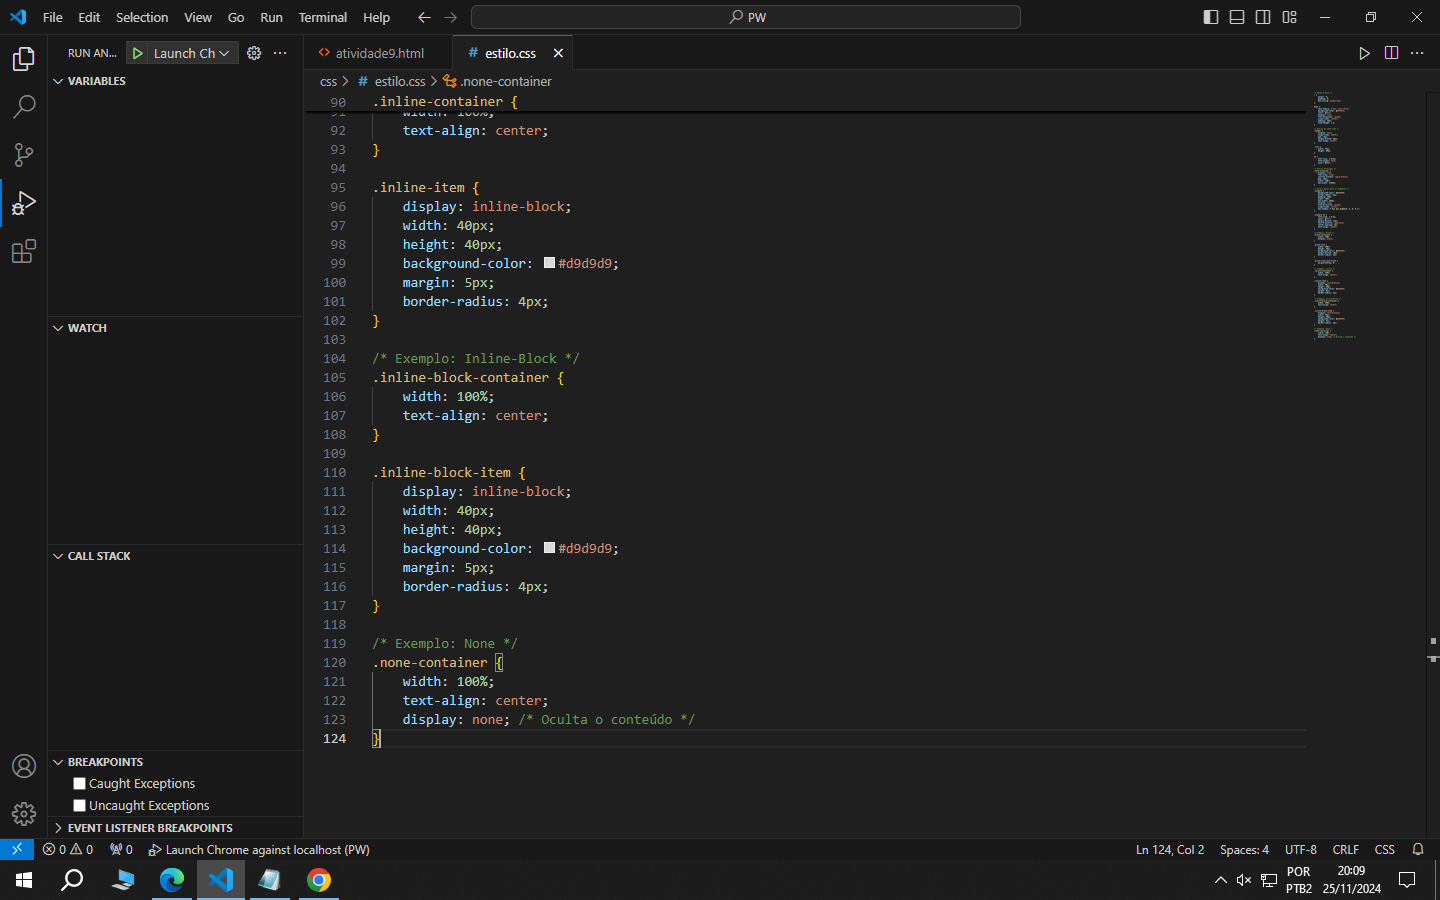 File Edit Selection View Go Run Terminal Help PW
RUN AN... Launch Ch
atividade9.html # estilo.css
css > # estilo.css > .none-container
VARIABLES
WATCH
CALL STACK
BREAKPOINTS
Caught Exceptions
Uncaught Exceptions
EVENT LISTENER BREAKPOINTS
90 .inline-container {
91 width: 100%;
92 text-align: center;
93 }
94
95 .inline-item {
96 display: inline-block;
97 width: 40px;
98 height: 40px;
99 background-color: #d9d9d9;
100 margin: 5px;
101 border-radius: 4px;
102 }
103
104 /* Exemplo: Inline-Block */
105 .inline-block-container {
106 width: 100%;
107 text-align: center;
108 }
109
110 .inline-block-item {
111 display: inline-block;
112 width: 40px;
113 height: 40px;
114 background-color: #d9d9d9;
115 margin: 5px;
116 border-radius: 4px;
117 }
118
119 /* Exemplo: None */
120 .none-container {
121 width: 100%;
122 text-align: center;
123 display: none; /* Oculta o conteúdo */
124 }
0 0 0 Launch Chrome against localhost (PW) Ln 124, Col 2 Spaces: 4 UTF-8 CRLF CSS
POR 20:09
PTB2 25/11/2024